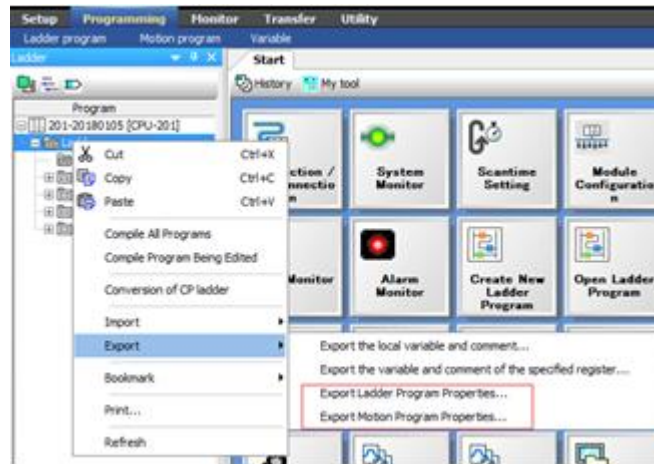 Setup Programming Monitor Transfer Utility
Ladder program Motion program Variable
Ladder
Start
History My tool
Program
201-20180105 [CPU-201]
Cut Ctrl+X
Copy Ctrl+C
Paste Ctrl+V
Compile All Programs
Compile Program Being Edited
Conversion of CP ladder
Import
Export
Bookmark
Print...
Refresh
ction /
nnectio
n
System
Monitor
Scantime
Setting
Module
Configuratio
n
Monitor
Alarm
Monitor
Create New
Ladder
Program
Open Ladder
Program
Export the local variable and comment...
Export the variable and comment of the specified register....
Export Ladder Program Properties...
Export Motion Program Properties...